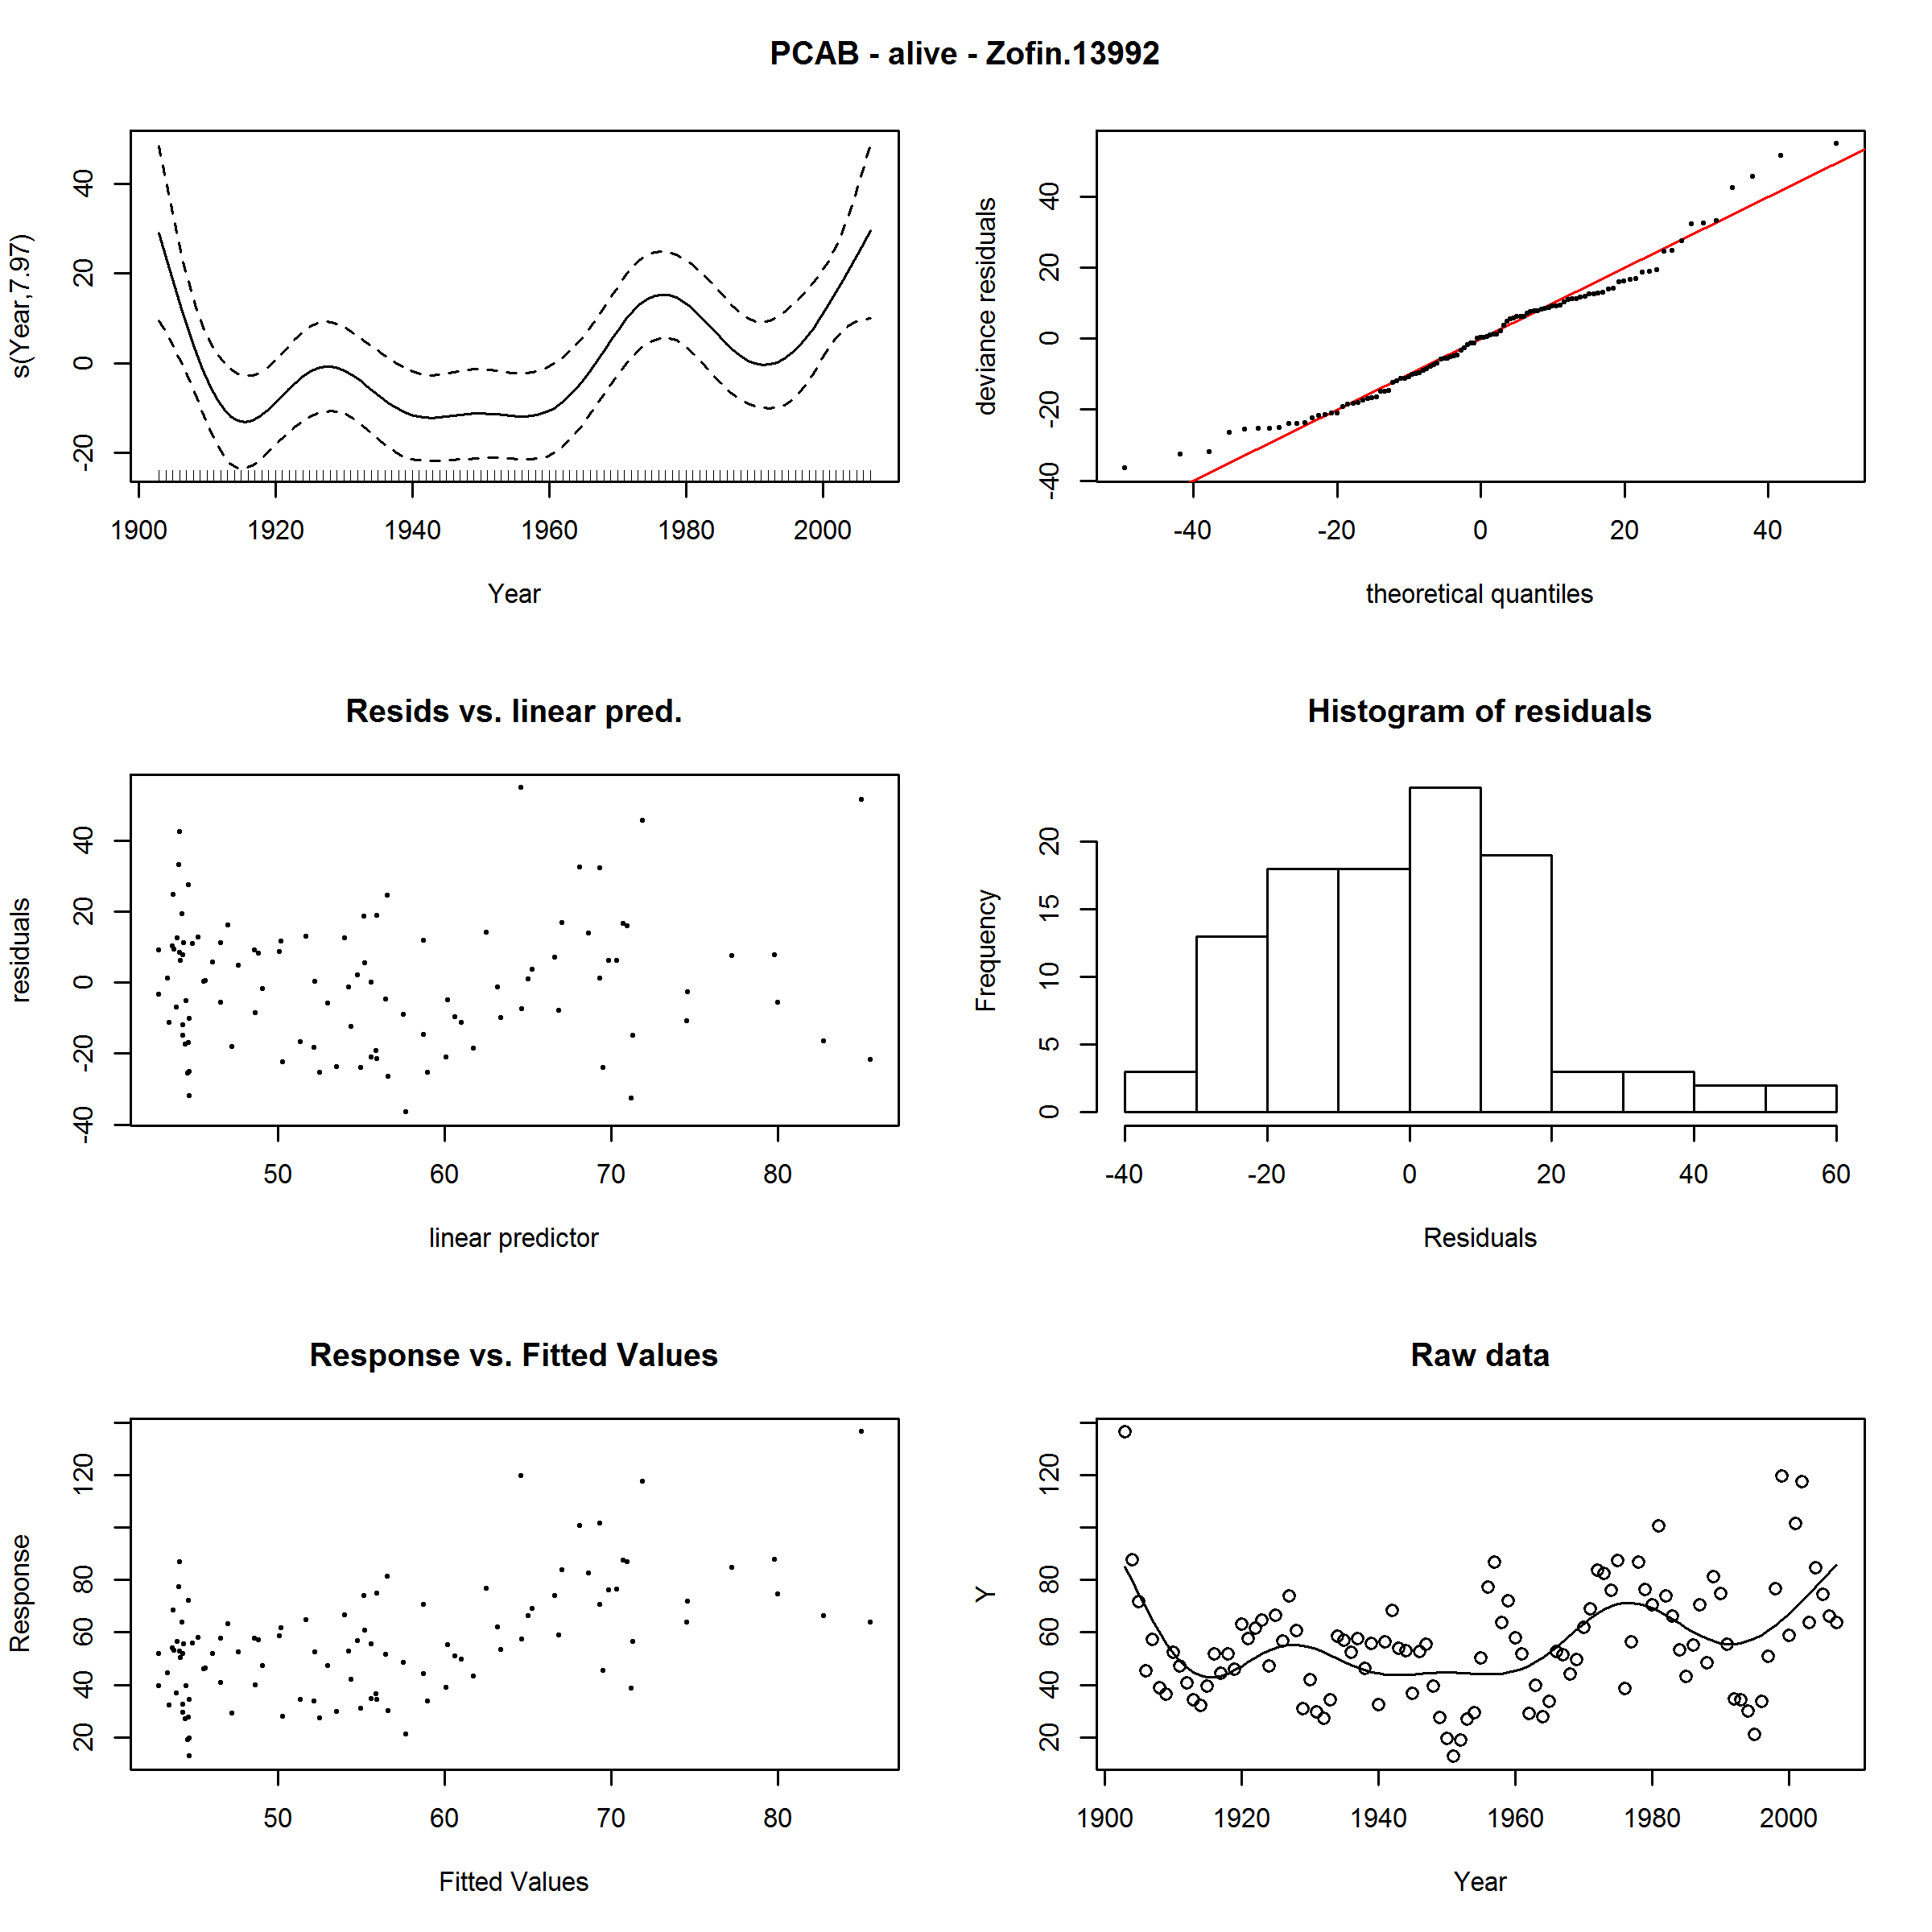 PCAB - alive - Zofin.13992
s(Year,7.97)
40
20
0
-20
1900 1920 1940 1960 1980 2000
Year
deviance residuals
40
20
0
-20
-40
-40 -20 0 20 40
theoretical quantiles
Resids vs. linear pred.
residuals
40
20
0
-20
-40
50 60 70 80
linear predictor
Histogram of residuals
Frequency
20
15
10
5
0
-40 -20 0 20 40 60
Residuals
Response vs. Fitted Values
Response
120
80
60
40
20
50 60 70 80
Fitted Values
Raw data
Y
120
80
60
40
20
1900 1920 1940 1960 1980 2000
Year